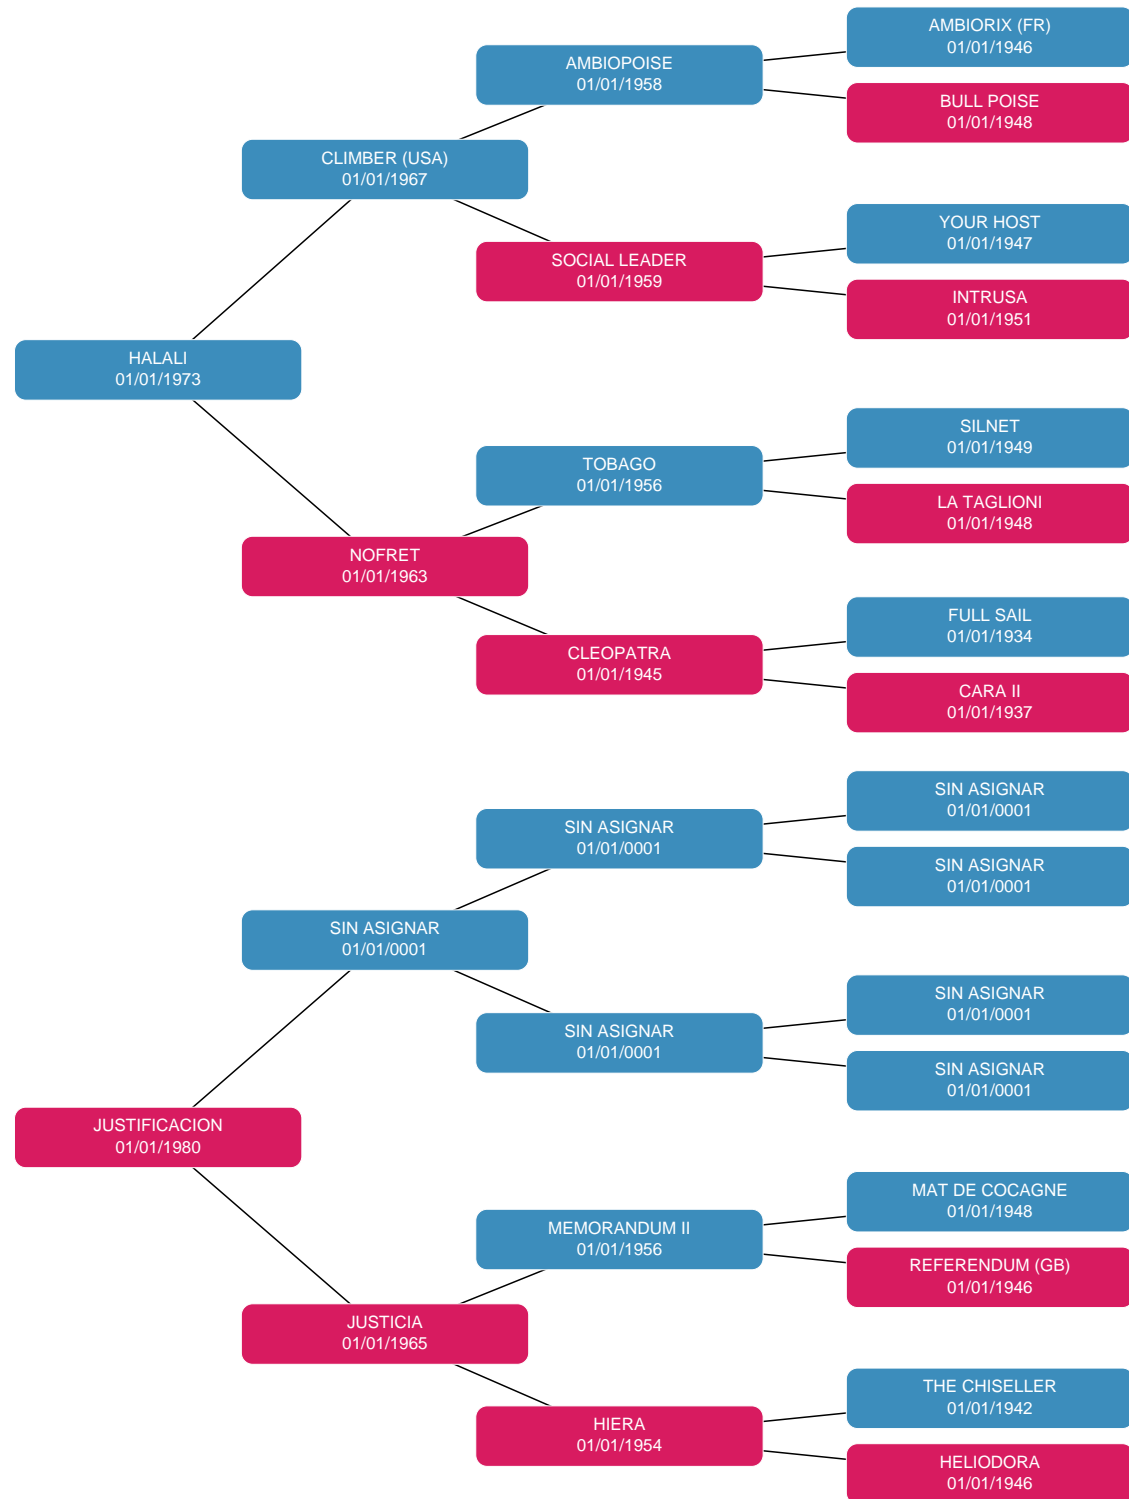 AMBIORIX (FR)
01/01/1946
AMBIOPOISE
01/01/1958
BULL POISE
01/01/1948
CLIMBER (USA)
01/01/1967
YOUR HOST
01/01/1947
SOCIAL LEADER
01/01/1959
INTRUSA
01/01/1951
HALALI
01/01/1973
SILNET
01/01/1949
TOBAGO
01/01/1956
LA TAGLIONI
01/01/1948
NOFRET
01/01/1963
FULL SAIL
01/01/1934
CLEOPATRA
01/01/1945
CARA II
01/01/1937
SIN ASIGNAR
01/01/0001
SIN ASIGNAR
01/01/0001
SIN ASIGNAR
01/01/0001
SIN ASIGNAR
01/01/0001
SIN ASIGNAR
01/01/0001
SIN ASIGNAR
01/01/0001
SIN ASIGNAR
01/01/0001
JUSTIFICACION
01/01/1980
MAT DE COCAGNE
01/01/1948
MEMORANDUM II
01/01/1956
REFERENDUM (GB)
01/01/1946
JUSTICIA
01/01/1965
THE CHISELLER
01/01/1942
HIERA
01/01/1954
HELIODORA
01/01/1946